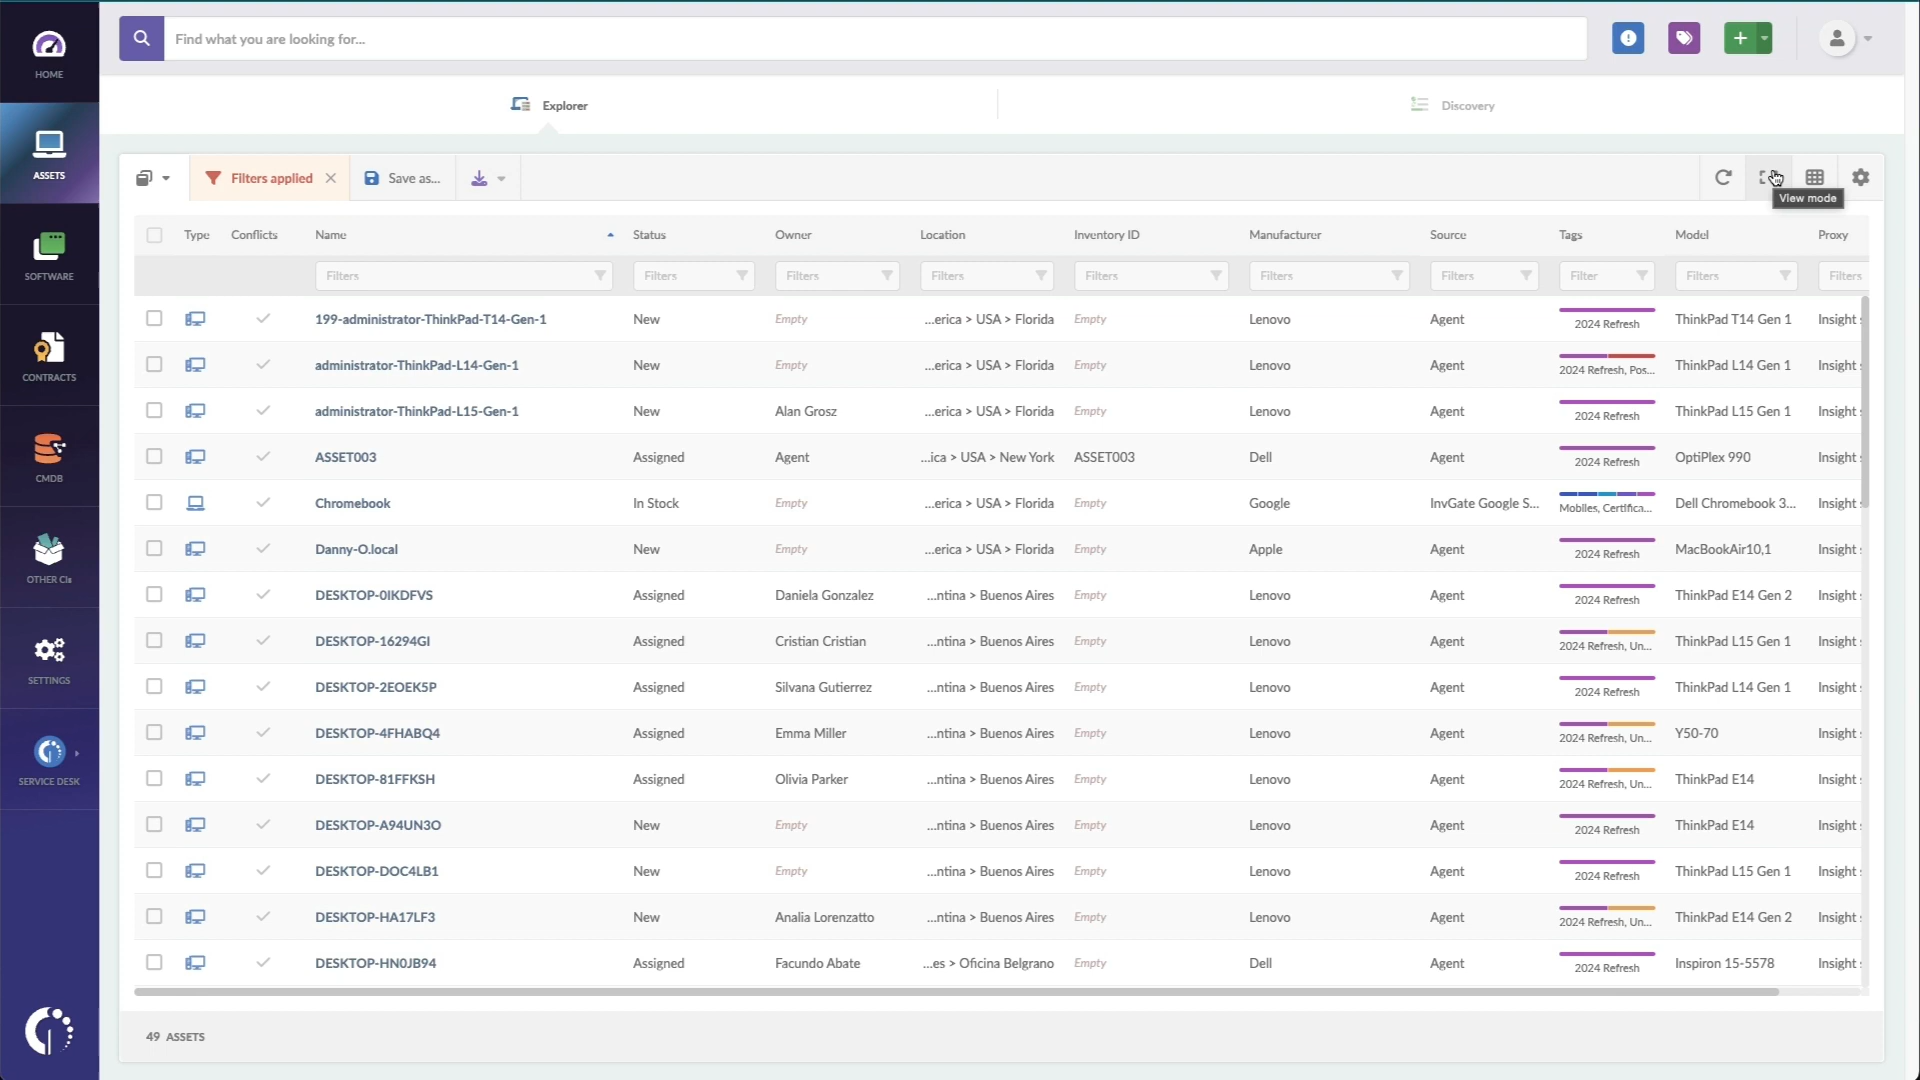 Find what you are looking for...
HOME
Explorer
Discovery
ASSETS
Filters applied
Save as...
View mode
Type Conflicts Name Status Owner Location Inventory ID Manufacturer Source Tags Model Proxy
Filters Filters Filters Filters Filters Filters Filters Filter Filters Filters
SOFTWARE
199-administrator-ThinkPad-T14-Gen-1 New Empty ...erica > USA > Florida Empty Lenovo Agent 2024 Refresh ThinkPad T14 Gen 1 Insight
administrator-ThinkPad-L14-Gen-1 New Empty ...erica > USA > Florida Empty Lenovo Agent 2024 Refresh, Pos... ThinkPad L14 Gen 1 Insight
CONTRACTS
administrator-ThinkPad-L15-Gen-1 New Alan Grosz ...erica > USA > Florida Empty Lenovo Agent 2024 Refresh ThinkPad L15 Gen 1 Insight
ASSET003 Assigned Agent ...ica > USA > New York ASSET003 Dell Agent 2024 Refresh OptiPlex 990 Insight
CMDB
Chromebook In Stock Empty ...erica > USA > Florida Empty Google InvGate Google S... Mobiles, Certifica... Dell Chromebook 3... Insight
Danny-O.local New Empty ...erica > USA > Florida Empty Apple Agent 2024 Refresh MacBookAir10,1 Insight
OTHER CIs
DESKTOP-0IKDFVS Assigned Daniela Gonzalez ...ntina > Buenos Aires Empty Lenovo Agent 2024 Refresh ThinkPad E14 Gen 2 Insight
DESKTOP-16294GI Assigned Cristian Cristian ...ntina > Buenos Aires Empty Lenovo Agent 2024 Refresh, Un... ThinkPad L15 Gen 1 Insight
SETTINGS
DESKTOP-2EOEK5P Assigned Silvana Gutierrez ...ntina > Buenos Aires Empty Lenovo Agent 2024 Refresh ThinkPad L14 Gen 1 Insight
DESKTOP-4FHABQ4 Assigned Emma Miller ...ntina > Buenos Aires Empty Lenovo Agent 2024 Refresh, Un... Y50-70 Insight
SERVICE DESK
DESKTOP-81FFKSH Assigned Olivia Parker ...ntina > Buenos Aires Empty Lenovo Agent 2024 Refresh, Un... ThinkPad E14 Insight
DESKTOP-A94UN3O New Empty ...ntina > Buenos Aires Empty Lenovo Agent 2024 Refresh ThinkPad E14 Insight
DESKTOP-DOC4LB1 New Empty ...ntina > Buenos Aires Empty Lenovo Agent 2024 Refresh ThinkPad L15 Gen 1 Insight
DESKTOP-HA17LF3 New Analia Lorenzatto ...ntina > Buenos Aires Empty Lenovo Agent 2024 Refresh, Un... ThinkPad E14 Gen 2 Insight
DESKTOP-HN0JB94 Assigned Facundo Abate ...es > Oficina Belgrano Empty Dell Agent 2024 Refresh Inspiron 15-5578 Insight
49 ASSETS